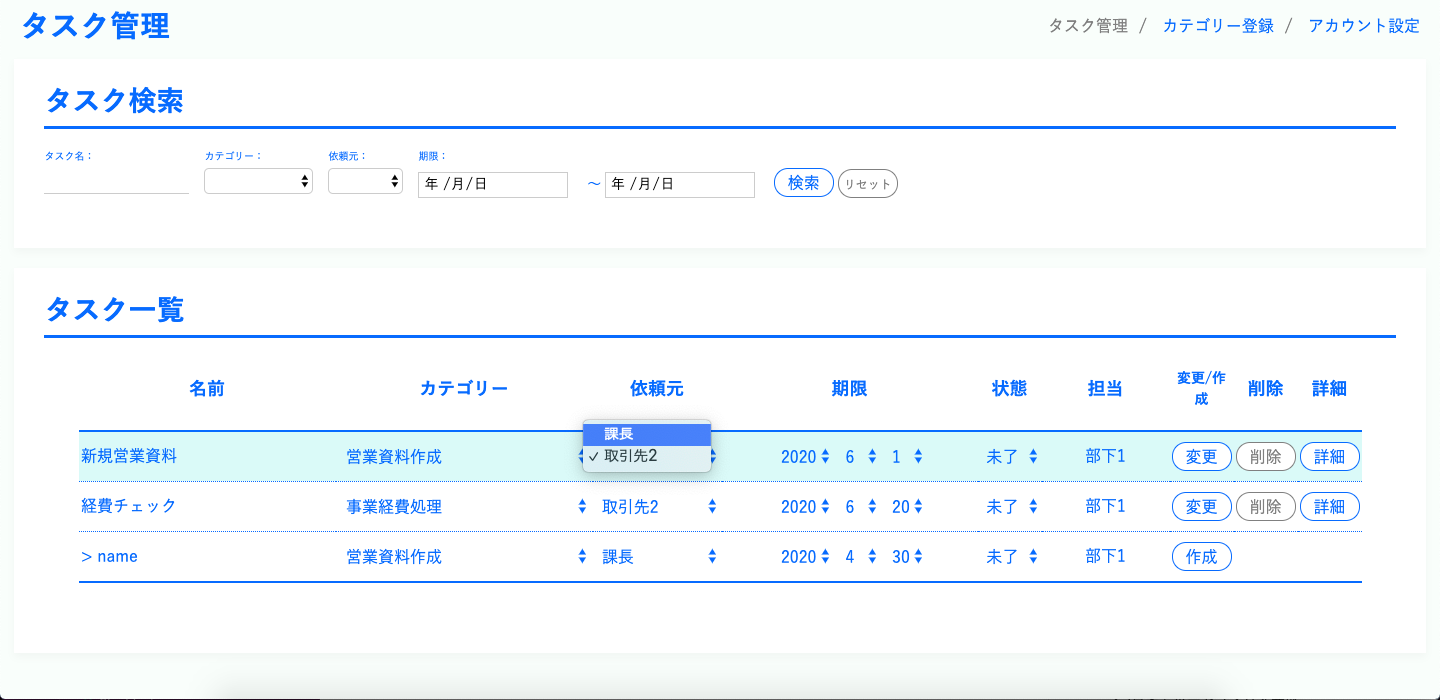 タスク管理
タスク管理 / カテゴリー登録 / アカウント設定
タスク検索
タスク名： カテゴリー： 依頼元： 期限：
年 /月/日 ～ 年 /月/日 検索 リセット
タスク一覧
名前 カテゴリー 依頼元 期限 状態 担当 変更/作成 削除 詳細
課長
✓ 取引先2
新規営業資料 営業資料作成 2020 6 1 未了 部下1 変更 削除 詳細
経費チェック 事業経費処理 取引先2 2020 6 20 未了 部下1 変更 削除 詳細
> name 営業資料作成 課長 2020 4 30 未了 部下1 作成